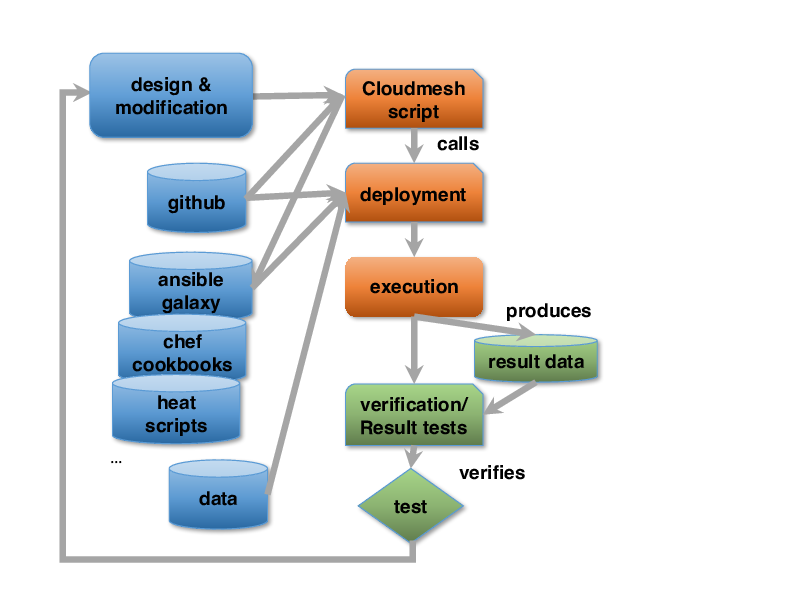 design &
modification
Cloudmesh
script
calls
github
deployment
ansible
galaxy
execution
produces
chef
cookbooks
result data
heat
scripts
verification/
Result tests
...
verifies
data
test